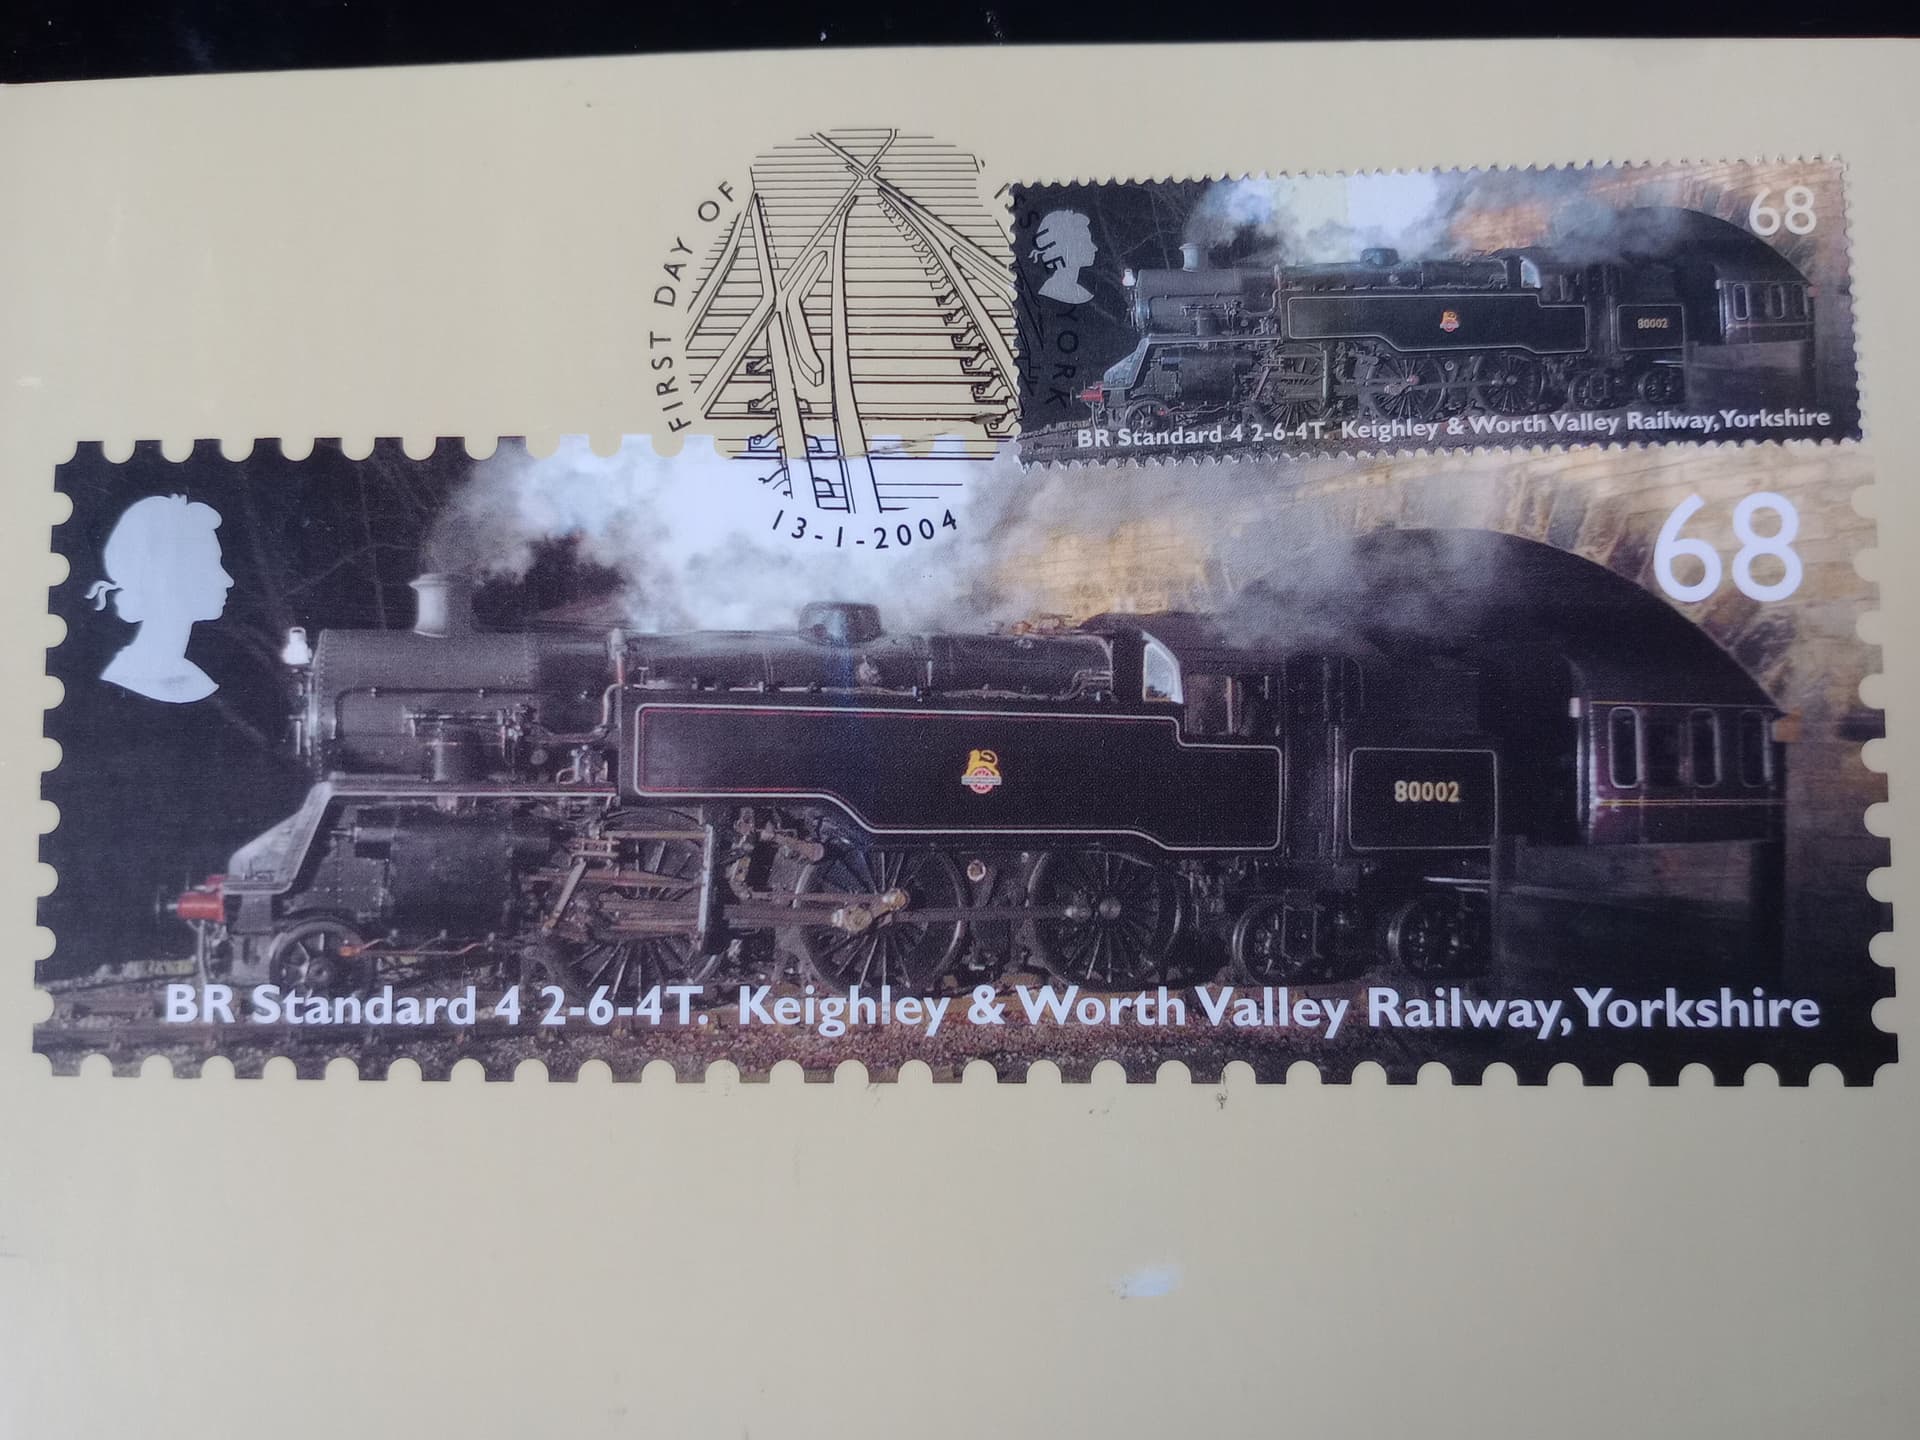 FIRST DAY OF ISSUE YORK
13-1-2004
68
80002
BR Standard 4 2-6-4T. Keighley & Worth Valley Railway, Yorkshire
68
80002
BR Standard 4 2-6-4T. Keighley & Worth Valley Railway, Yorkshire